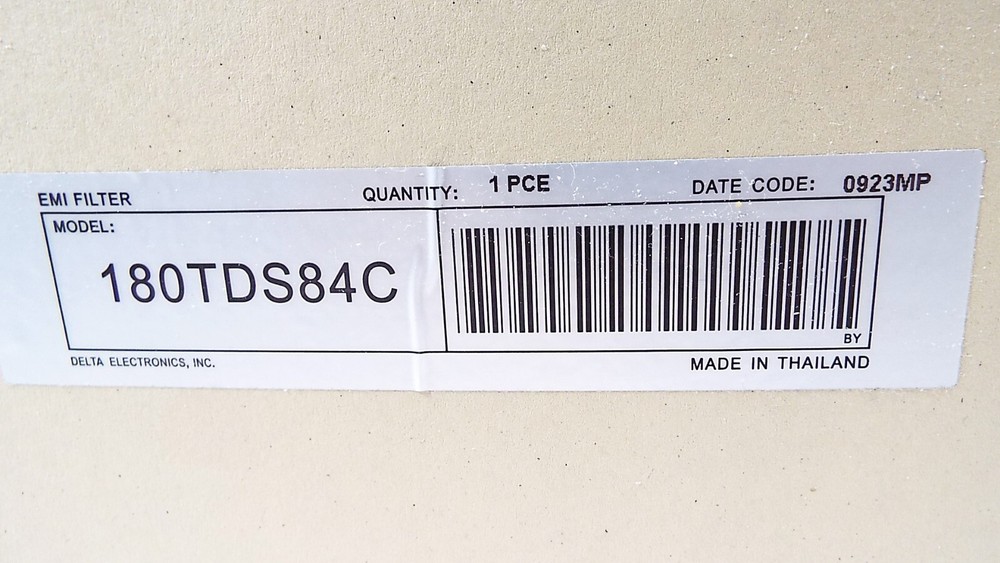 EMI FILTER QUANTITY: 1 PCE DATE CODE: 0923MP
MODEL:
180TDS84C
BY
DELTA ELECTRONICS, INC. MADE IN THAILAND